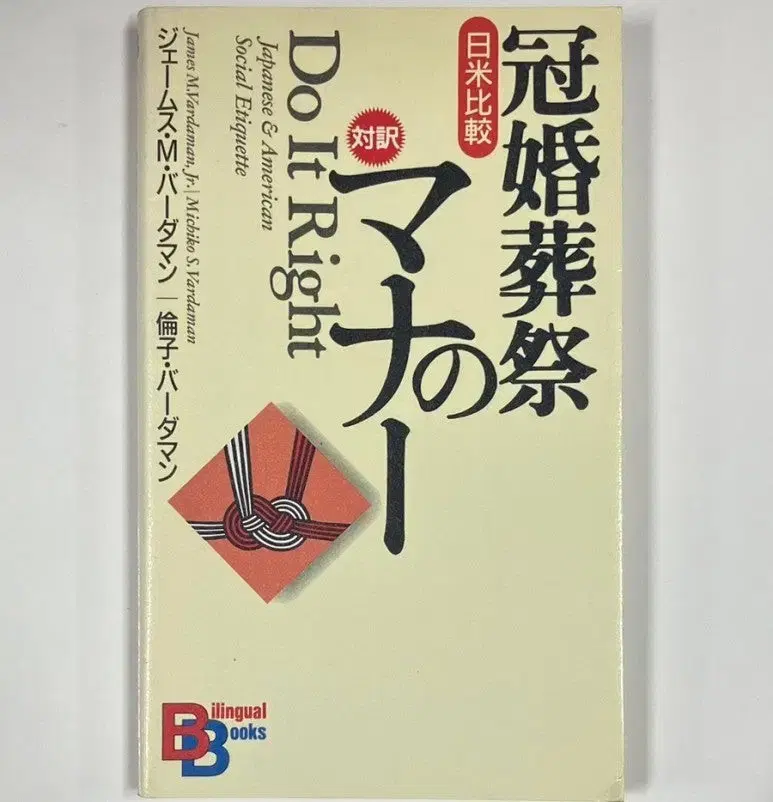 冠婚葬祭の
マナー
日米比較
対訳
Do It Right
Japanese & American
Social Etiquette
James M.Vardaman, Jr. | Michiko S.Vardaman
ジェームス・M・バーダマン｜倫子・バーダマン
Bilingual
Books